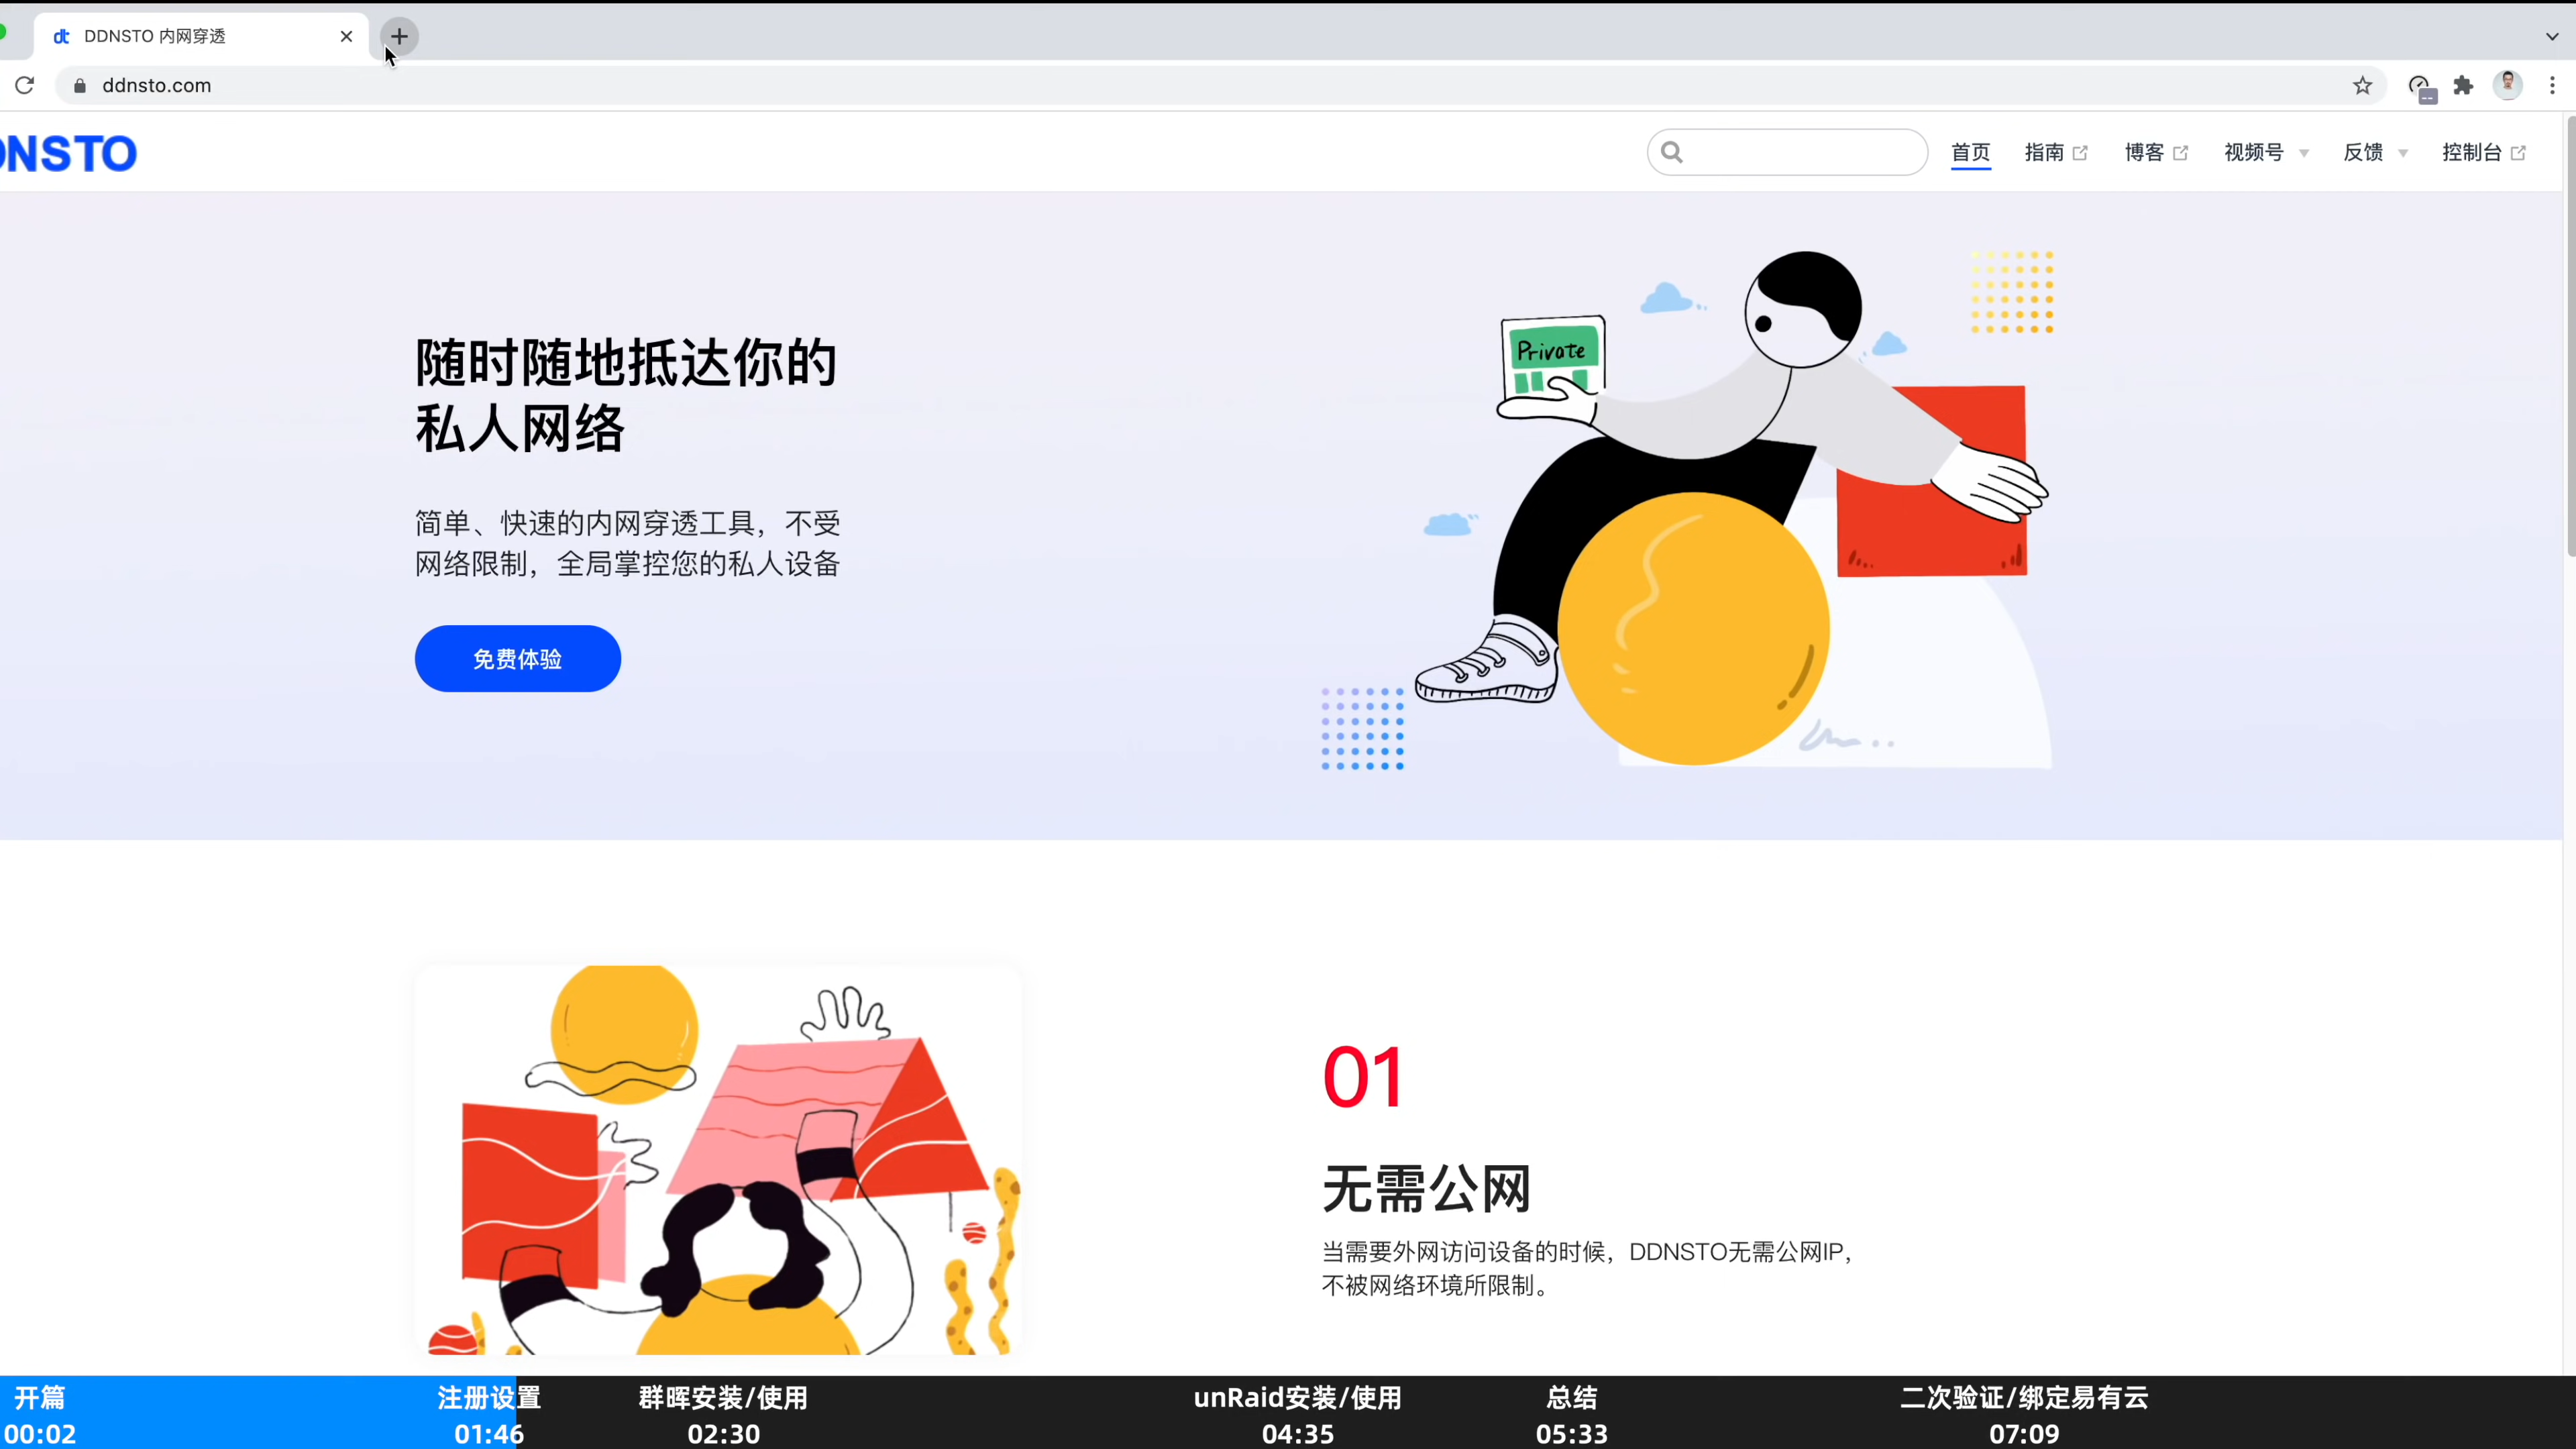 dt DDNSTO 内网穿透
ddnsto.com
DNSTO
首页 指南 博客 视频号 反馈 控制台
随时随地抵达你的
私人网络
简单、快速的内网穿透工具，不受
网络限制，全局掌控您的私人设备
免费体验
Private
01
无需公网
当需要外网访问设备的时候，DDNSTO无需公网IP，
不被网络环境所限制。
开篇 注册设置 群晖安装/使用 unRaid安装/使用 总结 二次验证/绑定易有云
00:02 01:46 02:30 04:35 05:33 07:09